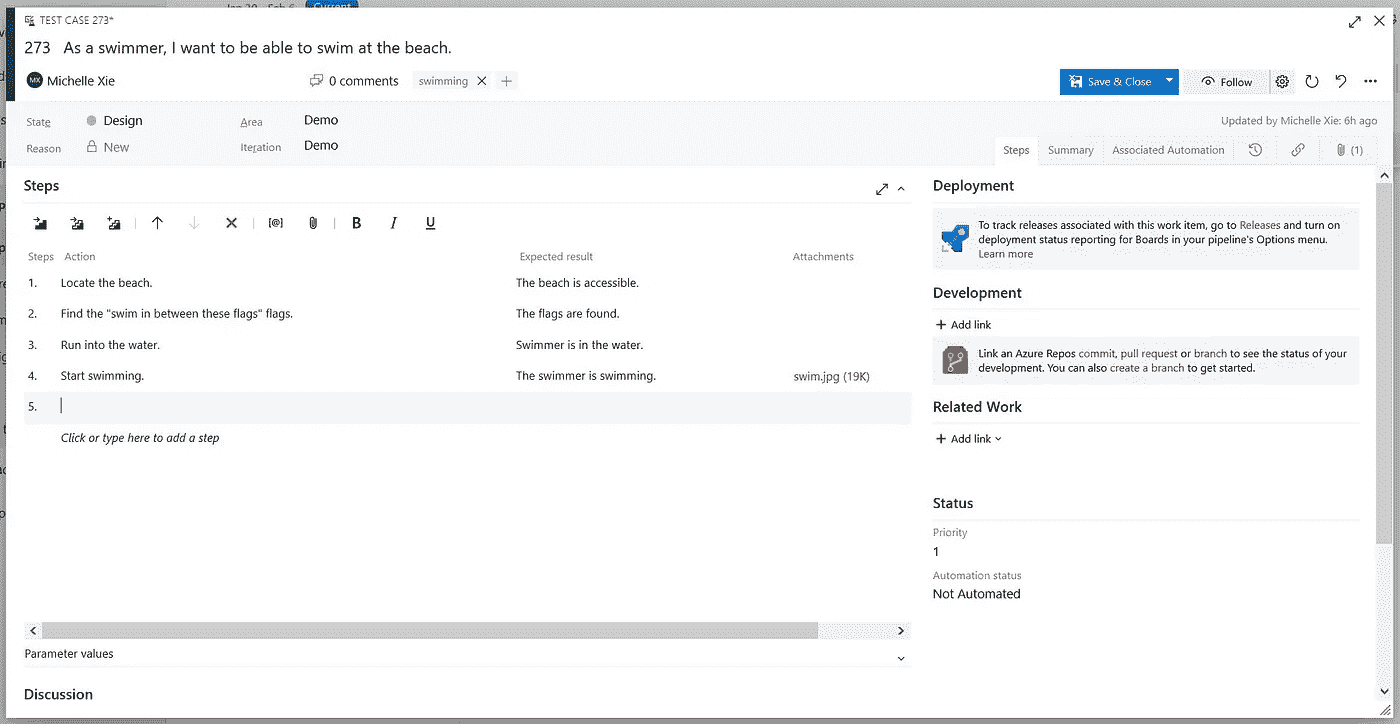 Current
TEST CASE 273*
273 As a swimmer, I want to be able to swim at the beach.
MX Michelle Xie 0 comments swimming Save & Close Follow
State Design Area Demo Updated by Michelle Xie: 6h ago
Reason New Iteration Demo
Steps Summary Associated Automation (1)
Steps
Steps Action Expected result Attachments
1. Locate the beach. The beach is accessible.
2. Find the "swim in between these flags" flags. The flags are found.
3. Run into the water. Swimmer is in the water.
4. Start swimming. The swimmer is swimming. swim.jpg (19K)
5.
Click or type here to add a step
Parameter values
Discussion
Deployment
To track releases associated with this work item, go to Releases and turn on
deployment status reporting for Boards in your pipeline's Options menu.
Learn more
Development
+ Add link
Link an Azure Repos commit, pull request or branch to see the status of your
development. You can also create a branch to get started.
Related Work
+ Add link
Status
Priority
1
Automation status
Not Automated